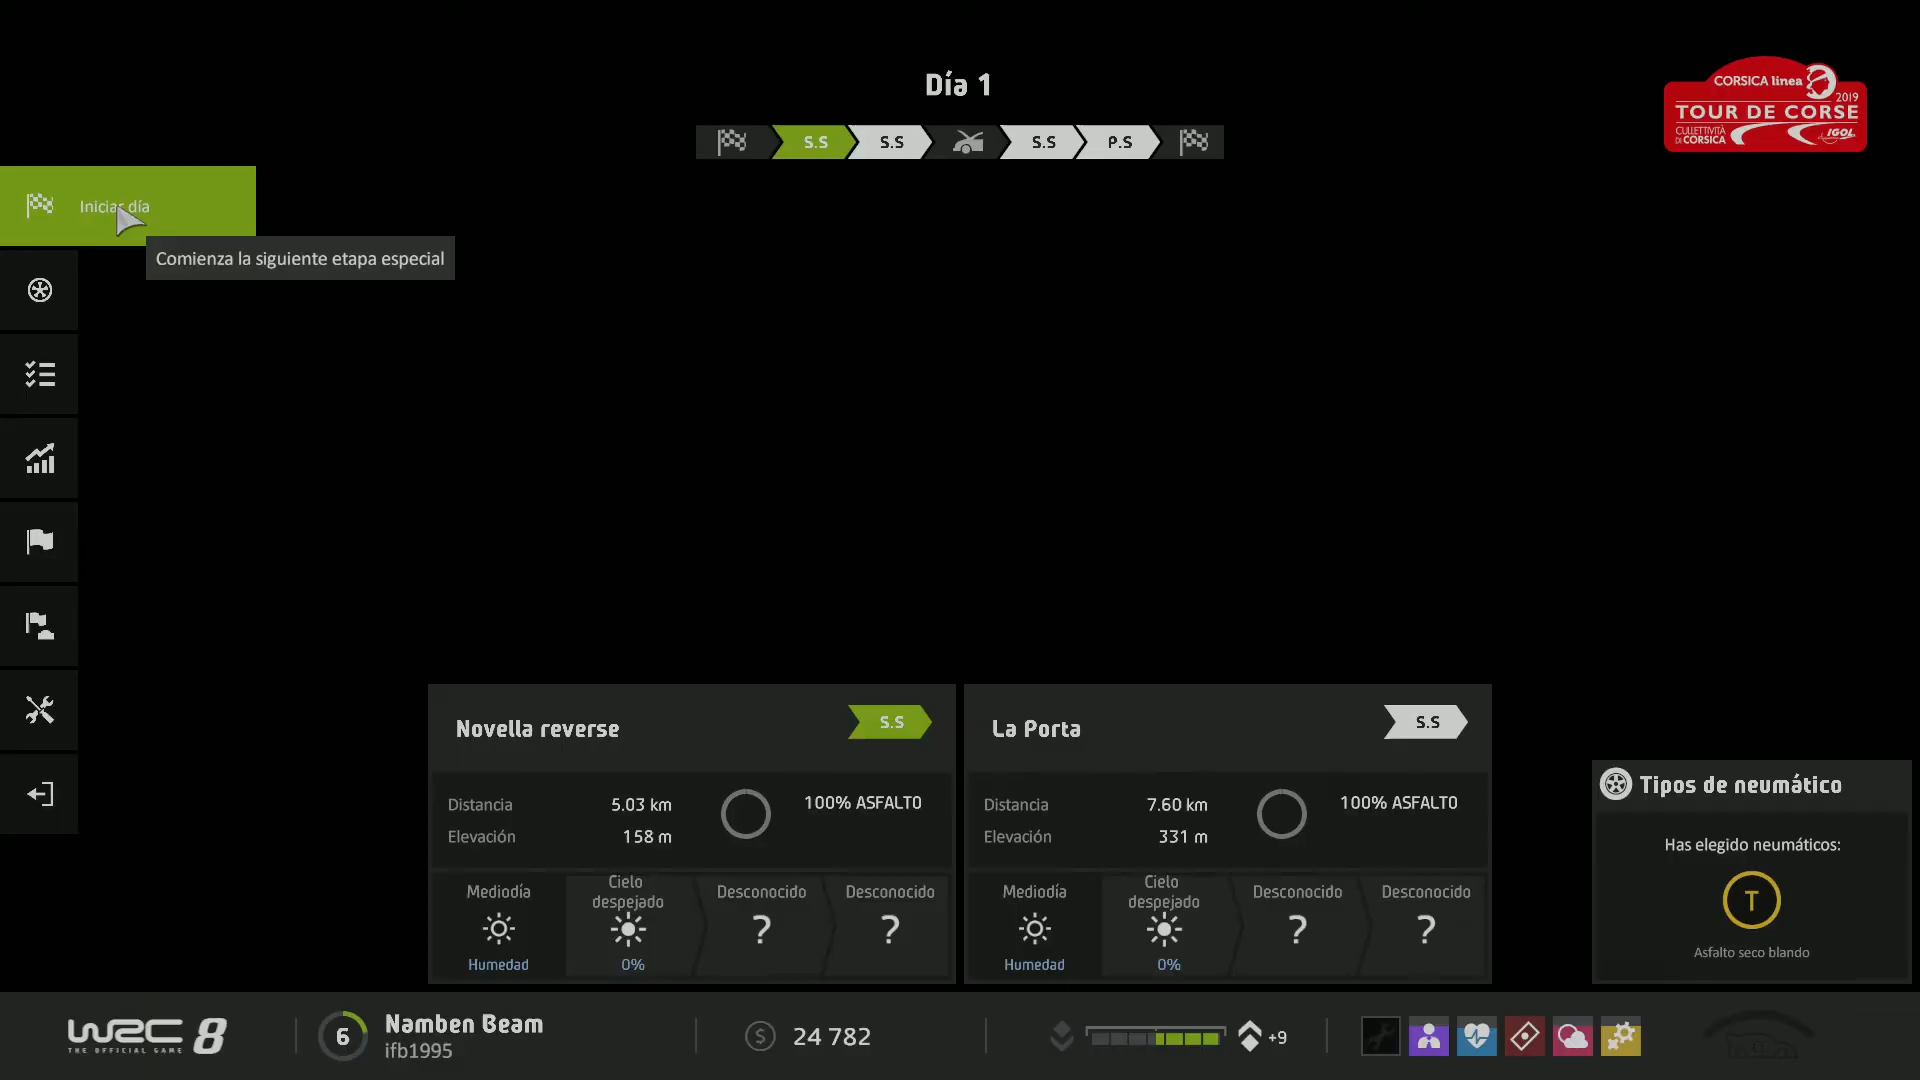 Día 1
CORSICA linea
2019
TOUR DE CORSE
CULLETTIVITÀ
DI CORSICA
IGOL
S.S
S.S
S.S
P.S
Iniciar día
Comienza la siguiente etapa especial
Novella reverse
S.S
Distancia
5.03 km
100% ASFALTO
Elevación
158 m
Mediodía
Cielo
despejado
Desconocido
Desconocido
?
?
Humedad
0%
La Porta
S.S
Distancia
7.60 km
100% ASFALTO
Elevación
331 m
Mediodía
Cielo
despejado
Desconocido
Desconocido
?
?
Humedad
0%
Tipos de neumático
Has elegido neumáticos:
T
Asfalto seco blando
WRC 8
THE OFFICIAL GAME
6
Namben Beam
ifb1995
$
24 782
+9